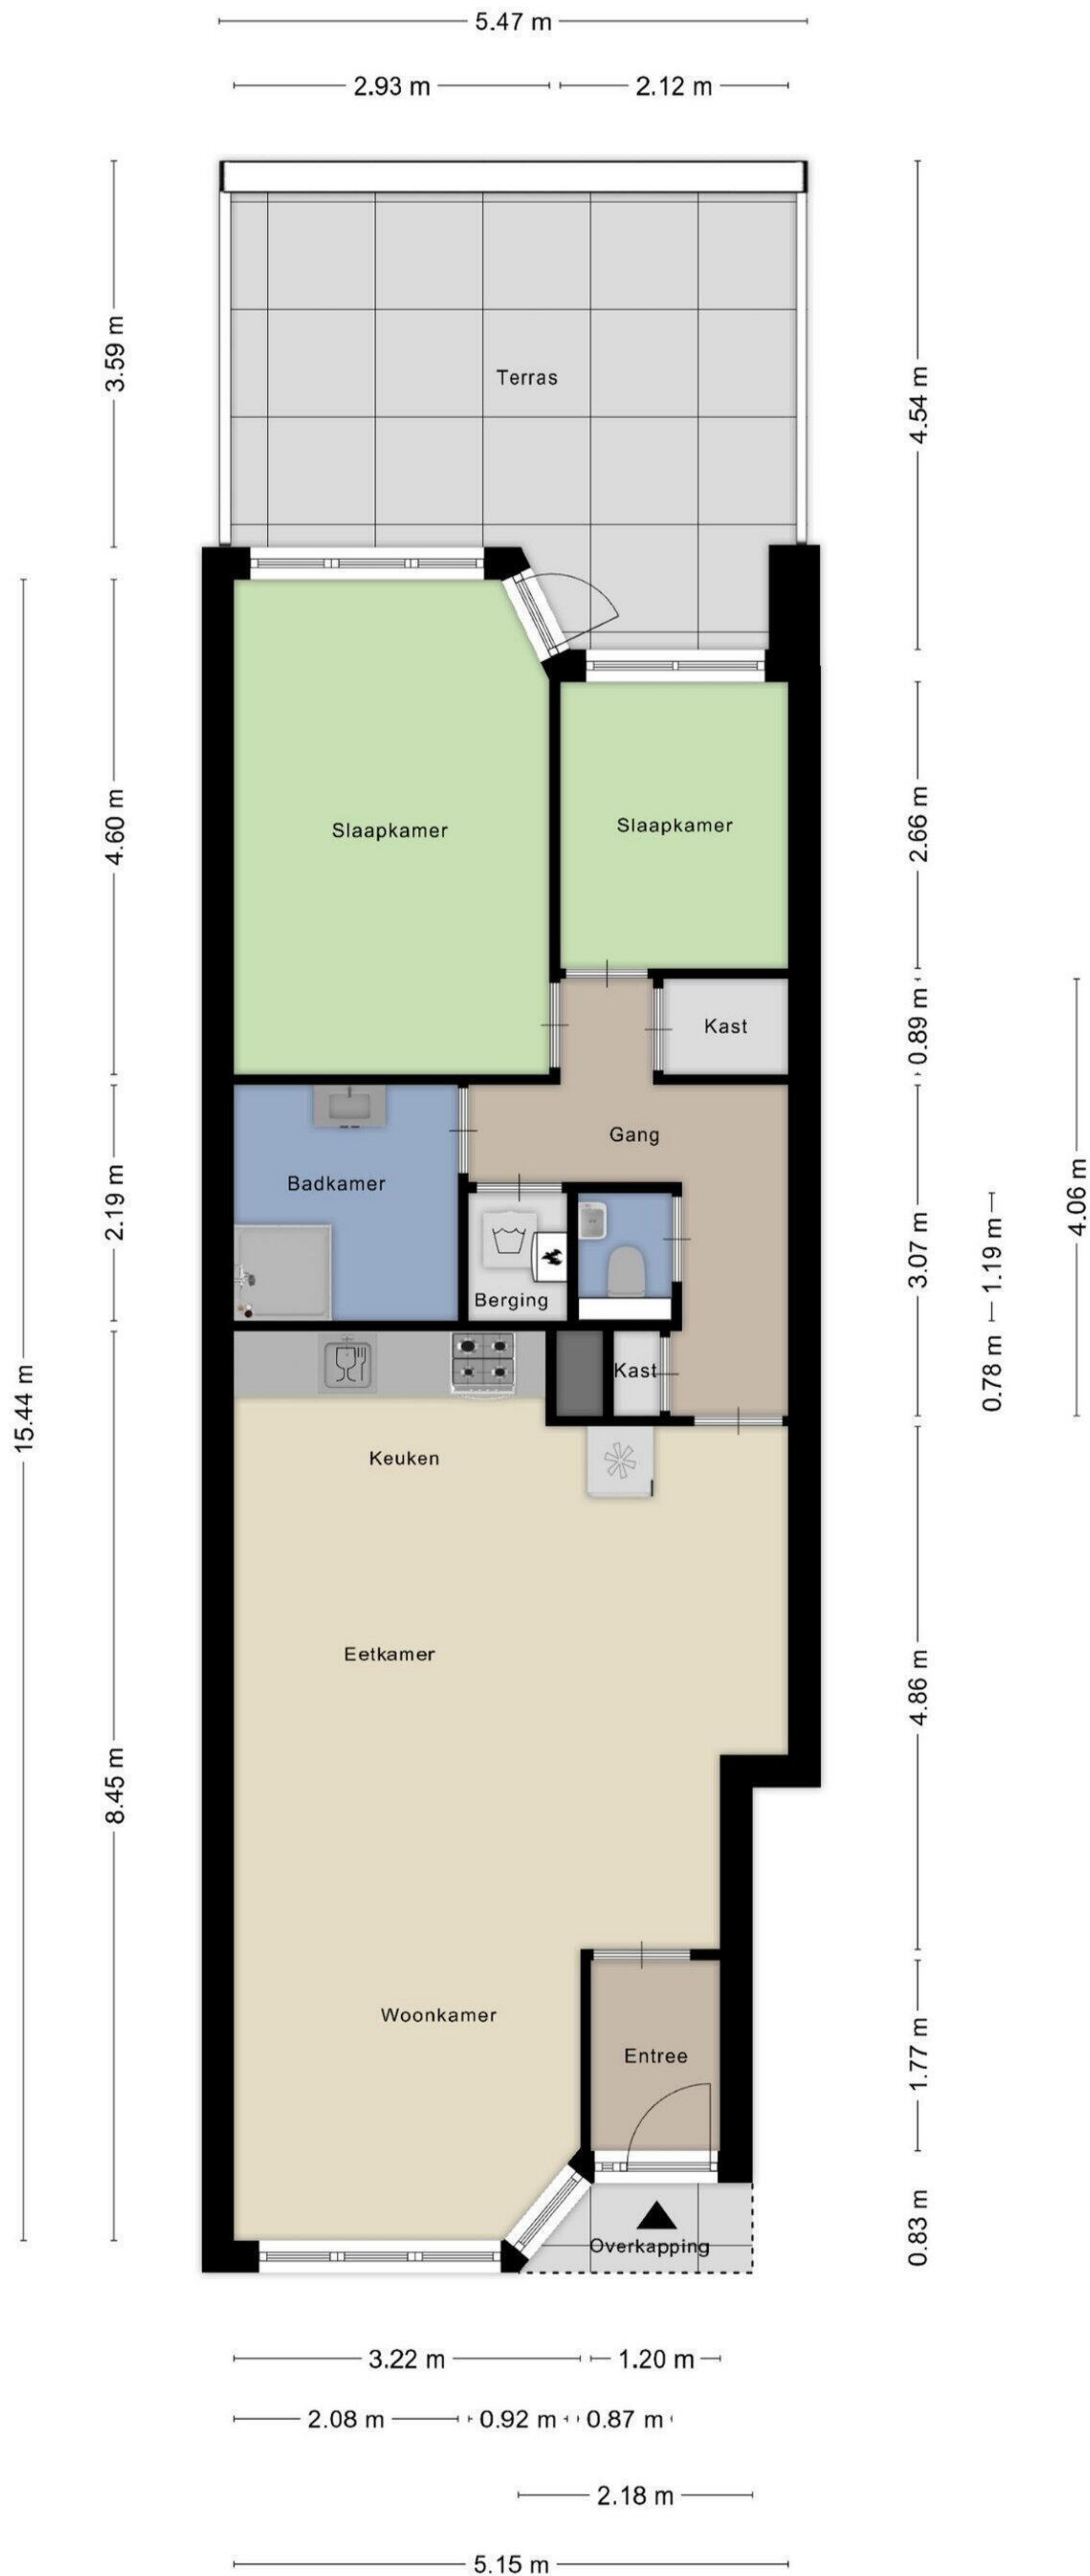 5.47 m
2.93 m
2.12 m
3.59 m
4.54 m
Terras
4.60 m
2.66 m
Slaapkamer
Slaapkamer
0.89 m
Kast
Gang
Badkamer
2.19 m
3.07 m
1.19 m
4.06 m
Berging
Kast
0.78 m
15.44 m
Keuken
Eetkamer
4.86 m
8.45 m
Woonkamer
Entree
1.77 m
Overkapping
0.83 m
3.22 m
1.20 m
2.08 m
0.92 m
0.87 m
2.18 m
5.15 m